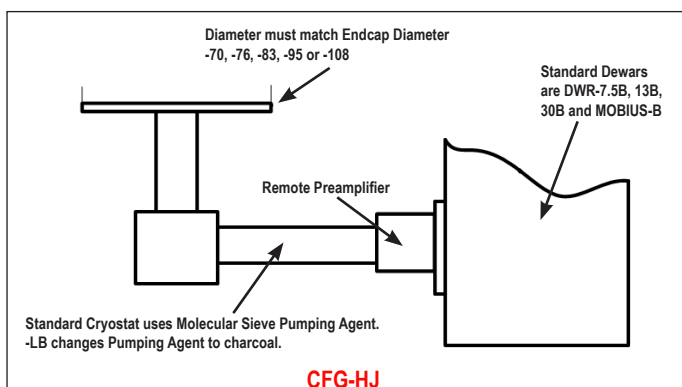 Diameter must match Endcap Diameter
-70, -76, -83, -95 or -108
Standard Dewars
are DWR-7.5B, 13B,
30B and MOBIUS-B
Remote Preamplifier
Standard Cryostat uses Molecular Sieve Pumping Agent.
-LB changes Pumping Agent to charcoal.
CFG-HJ